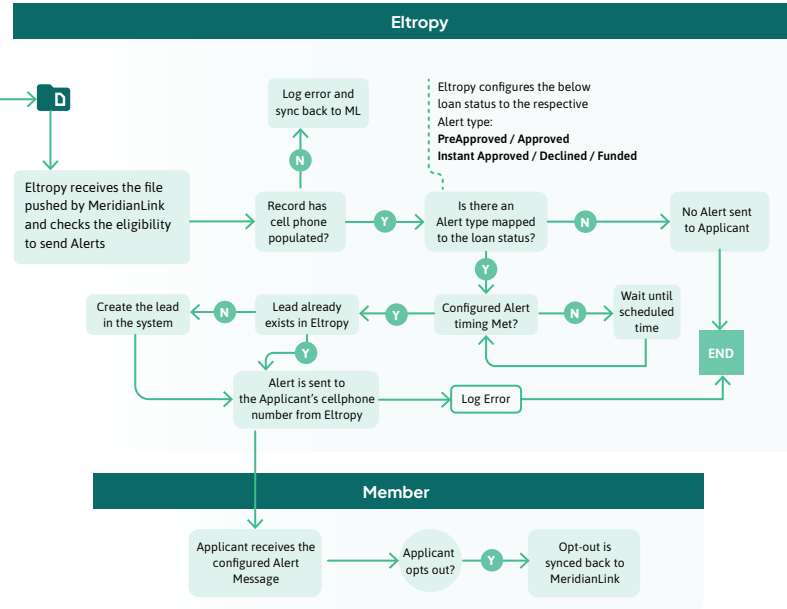 Eltropy
Log error and
sync back to ML
Eltropy configures the below
loan status to the respective
Alert type:
PreApproved / Approved
Instant Approved / Declined / Funded
N
Eltropy receives the file
pushed by MeridianLink
and checks the eligibility
to send Alerts
Record has
cell phone
populated?
Y
Is there an
Alert type mapped
to the loan status?
N
No Alert sent
to Applicant
Y
Create the lead
in the system
N
Lead already
exists in Eltropy
Y
Configured Alert
timing Met?
N
Wait until
scheduled
time
END
Y
Alert is sent to
the Applicant's cellphone
number from Eltropy
Log Error
Member
Applicant receives the
configured Alert
Message
Applicant
opts out?
Y
Opt-out is
synced back to
MeridianLink